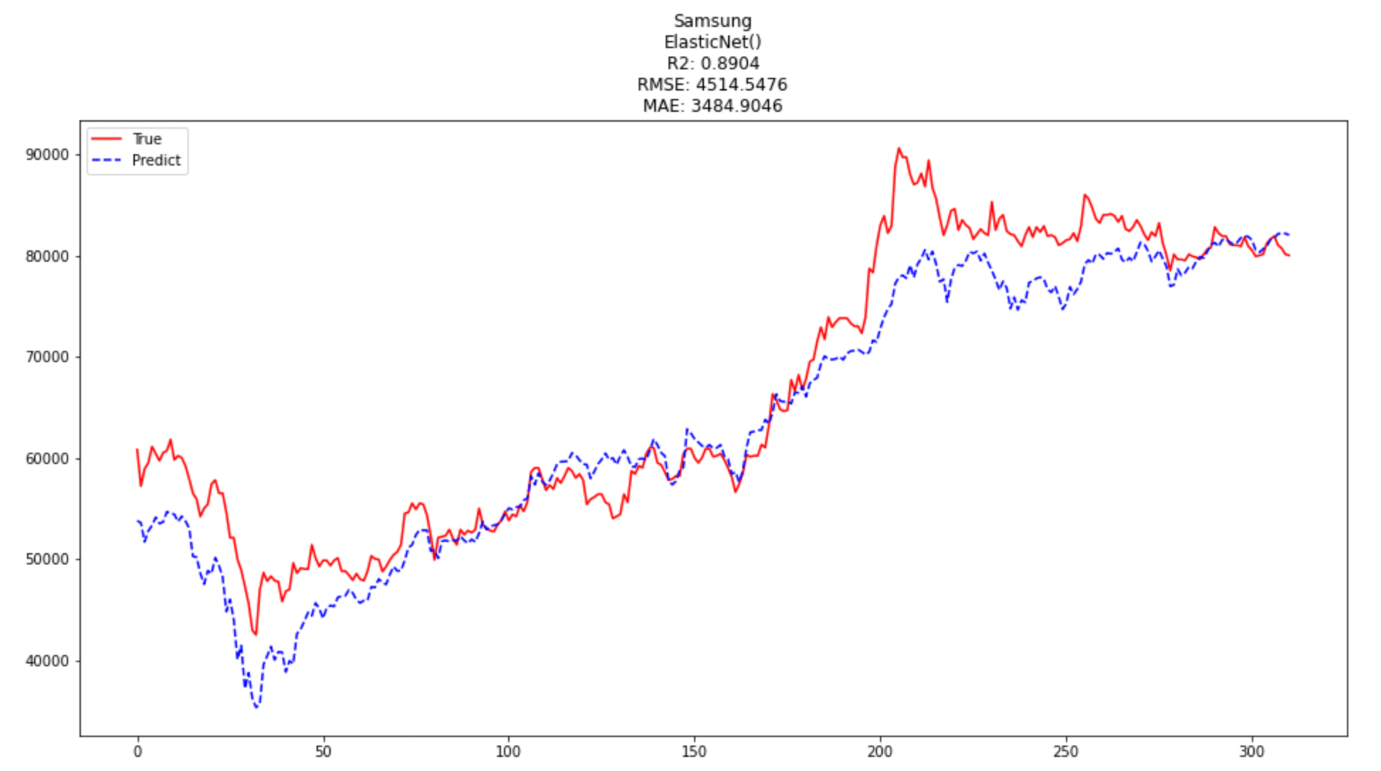 Samsung
ElasticNet()
R2: 0.8904
RMSE: 4514.5476
MAE: 3484.9046
True
Predict
90000
80000
70000
60000
50000
40000
0 50 100 150 200 250 300